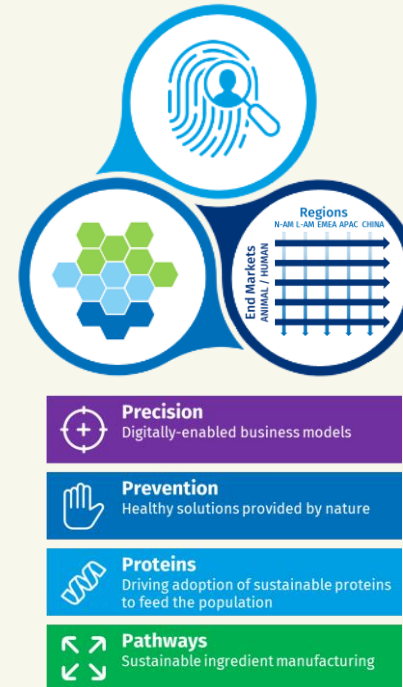 Regions
N-AM L-AM EMEA APAC CHINA
End Markets
ANIMAL / HUMAN
Precision
Digitally-enabled business models
Prevention
Healthy solutions provided by nature
Proteins
Driving adoption of sustainable proteins
to feed the population
Pathways
Sustainable ingredient manufacturing